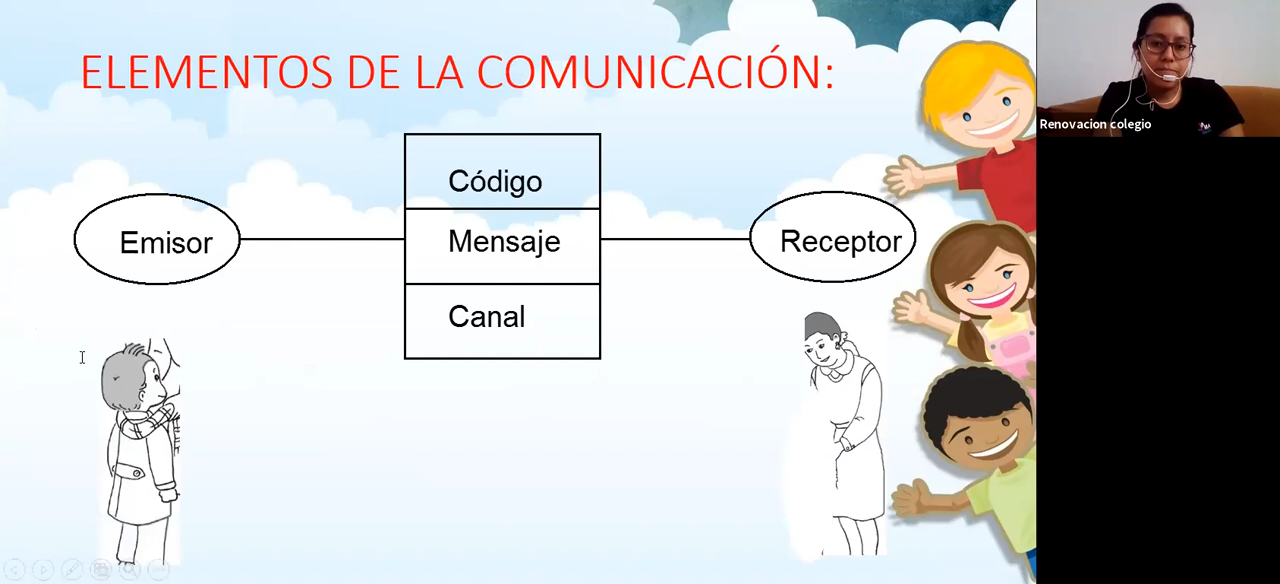 ELEMENTOS DE LA COMUNICACIÓN:
Código
Emisor
Mensaje
Receptor
Canal
Renovacion colegio